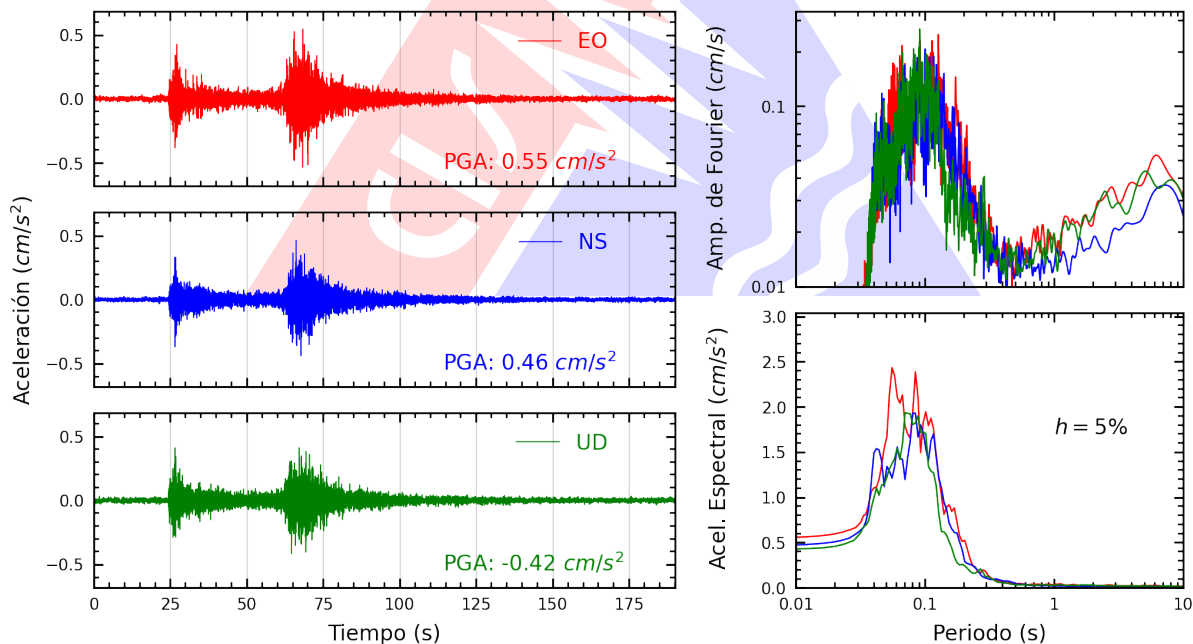 Aceleración (cm/s²)
0.5
0.0
−0.5
EO
PGA: 0.55 cm/s²
0.5
0.0
−0.5
NS
PGA: 0.46 cm/s²
0.5
0.0
−0.5
UD
PGA: -0.42 cm/s²
0 25 50 75 100 125 150 175
Tiempo (s)
Amp. de Fourier (cm/s)
0.1
0.01
Acel. Espectral (cm/s²)
3.0
2.5
2.0
1.5
1.0
0.5
0.0
h = 5%
0.01 0.1 1 10
Periodo (s)